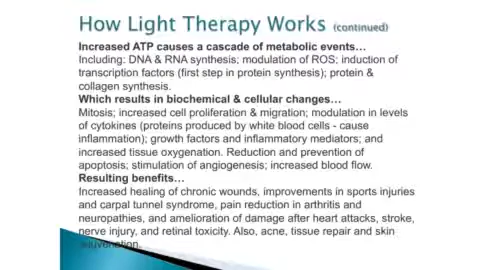 How Light Therapy Works (continued)
Increased ATP causes a cascade of metabolic events…
Including: DNA & RNA synthesis; modulation of ROS; induction of
transcription factors (first step in protein synthesis); protein &
collagen synthesis.
Which results in biochemical & cellular changes…
Mitosis; increased cell proliferation & migration; modulation in levels
of cytokines (proteins produced by white blood cells - cause
inflammation); growth factors and inflammatory mediators; and
increased tissue oxygenation. Reduction and prevention of
apoptosis; stimulation of angiogenesis; increased blood flow.
Resulting benefits…
Increased healing of chronic wounds, improvements in sports injuries
and carpal tunnel syndrome, pain reduction in arthritis and
neuropathies, and amelioration of damage after heart attacks, stroke,
nerve injury, and retinal toxicity. Also, acne, tissue repair and skin
rejuvenation.